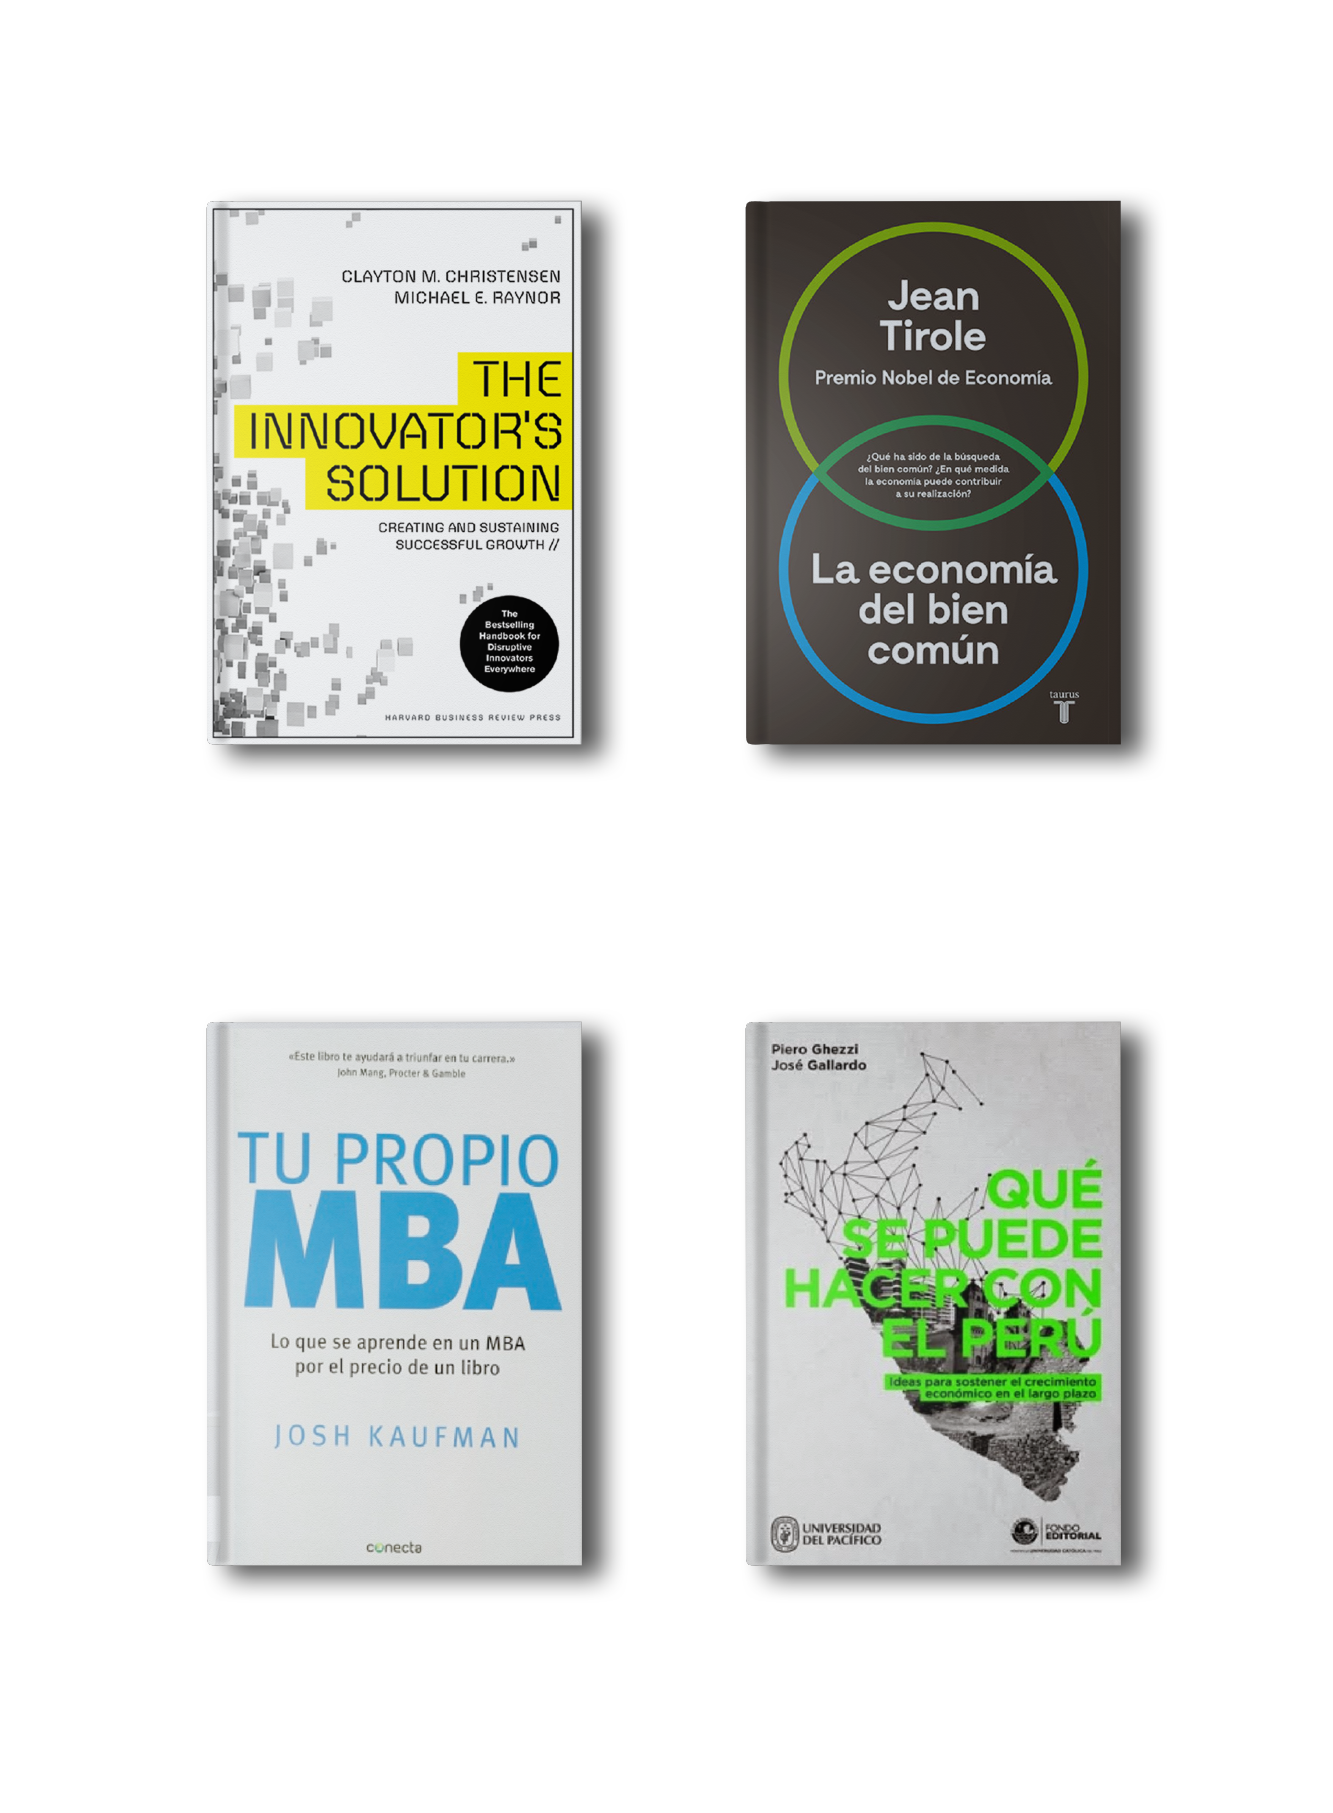 CLAYTON M. CHRISTENSEN
MICHAEL E. RAYNOR
THE
INNOVATOR'S
SOLUTION
CREATING AND SUSTAINING
SUCCESSFUL GROWTH //
The
Bestselling
Handbook for
Disruptive
Innovators
Everywhere
HARVARD BUSINESS REVIEW PRESS
Jean
Tirole
Premio Nobel de Economía
¿Qué ha sido de la búsqueda
del bien común? ¿En qué medida
la economía puede contribuir
a su realización?
La economía
del bien
común
taurus
T
«Este libro te ayudará a triunfar en tu carrera.»
John Mang, Procter & Gamble
TU PROPIO
MBA
Lo que se aprende en un MBA
por el precio de un libro
JOSH KAUFMAN
conecta
Piero Ghezzi
José Gallardo
QUÉ
SE PUEDE
HACER CON
EL PERÚ
Ideas para sostener el crecimiento
económico en el largo plazo
UNIVERSIDAD
DEL PACÍFICO
FONDO
EDITORIAL